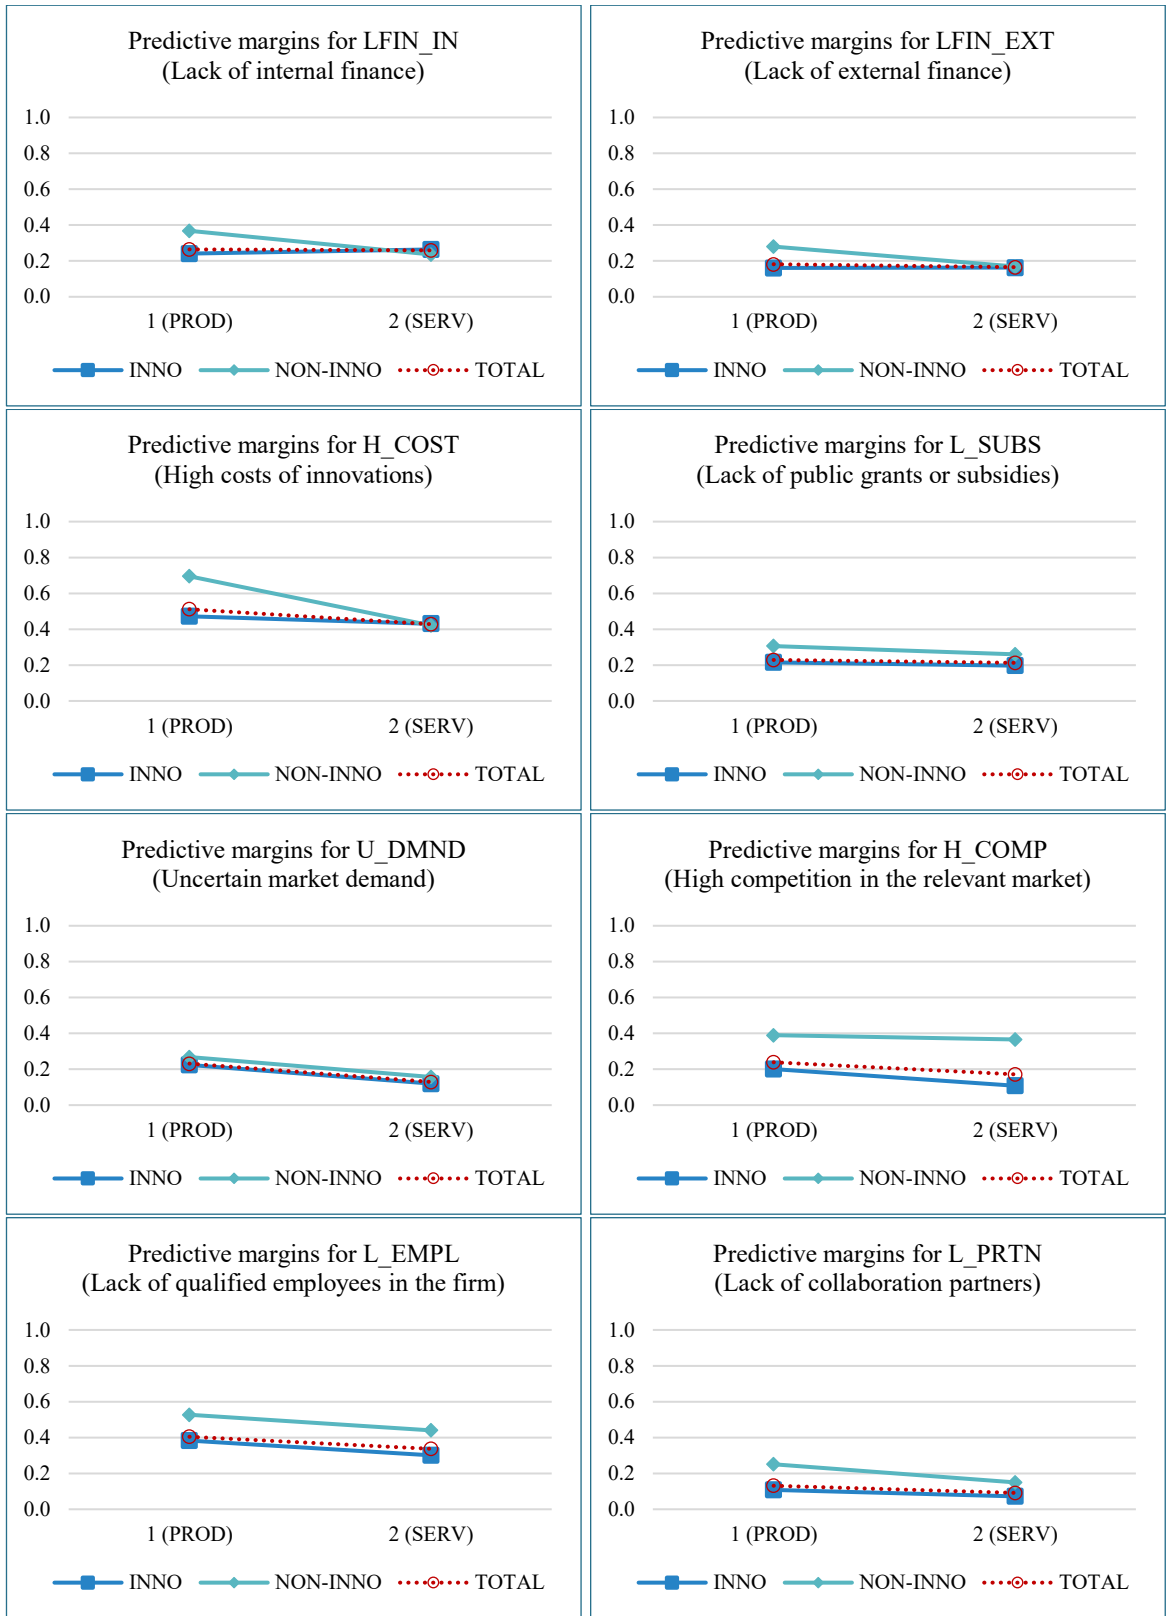 Predictive margins for LFIN_IN
(Lack of internal finance)
1.0
0.8
0.6
0.4
0.2
0.0
1 (PROD) 2 (SERV)
INNO NON-INNO TOTAL
Predictive margins for LFIN_EXT
(Lack of external finance)
1.0
0.8
0.6
0.4
0.2
0.0
1 (PROD) 2 (SERV)
INNO NON-INNO TOTAL
Predictive margins for H_COST
(High costs of innovations)
1.0
0.8
0.6
0.4
0.2
0.0
1 (PROD) 2 (SERV)
INNO NON-INNO TOTAL
Predictive margins for L_SUBS
(Lack of public grants or subsidies)
1.0
0.8
0.6
0.4
0.2
0.0
1 (PROD) 2 (SERV)
INNO NON-INNO TOTAL
Predictive margins for U_DMND
(Uncertain market demand)
1.0
0.8
0.6
0.4
0.2
0.0
1 (PROD) 2 (SERV)
INNO NON-INNO TOTAL
Predictive margins for H_COMP
(High competition in the relevant market)
1.0
0.8
0.6
0.4
0.2
0.0
1 (PROD) 2 (SERV)
INNO NON-INNO TOTAL
Predictive margins for L_EMPL
(Lack of qualified employees in the firm)
1.0
0.8
0.6
0.4
0.2
0.0
1 (PROD) 2 (SERV)
INNO NON-INNO TOTAL
Predictive margins for L_PRTN
(Lack of collaboration partners)
1.0
0.8
0.6
0.4
0.2
0.0
1 (PROD) 2 (SERV)
INNO NON-INNO TOTAL